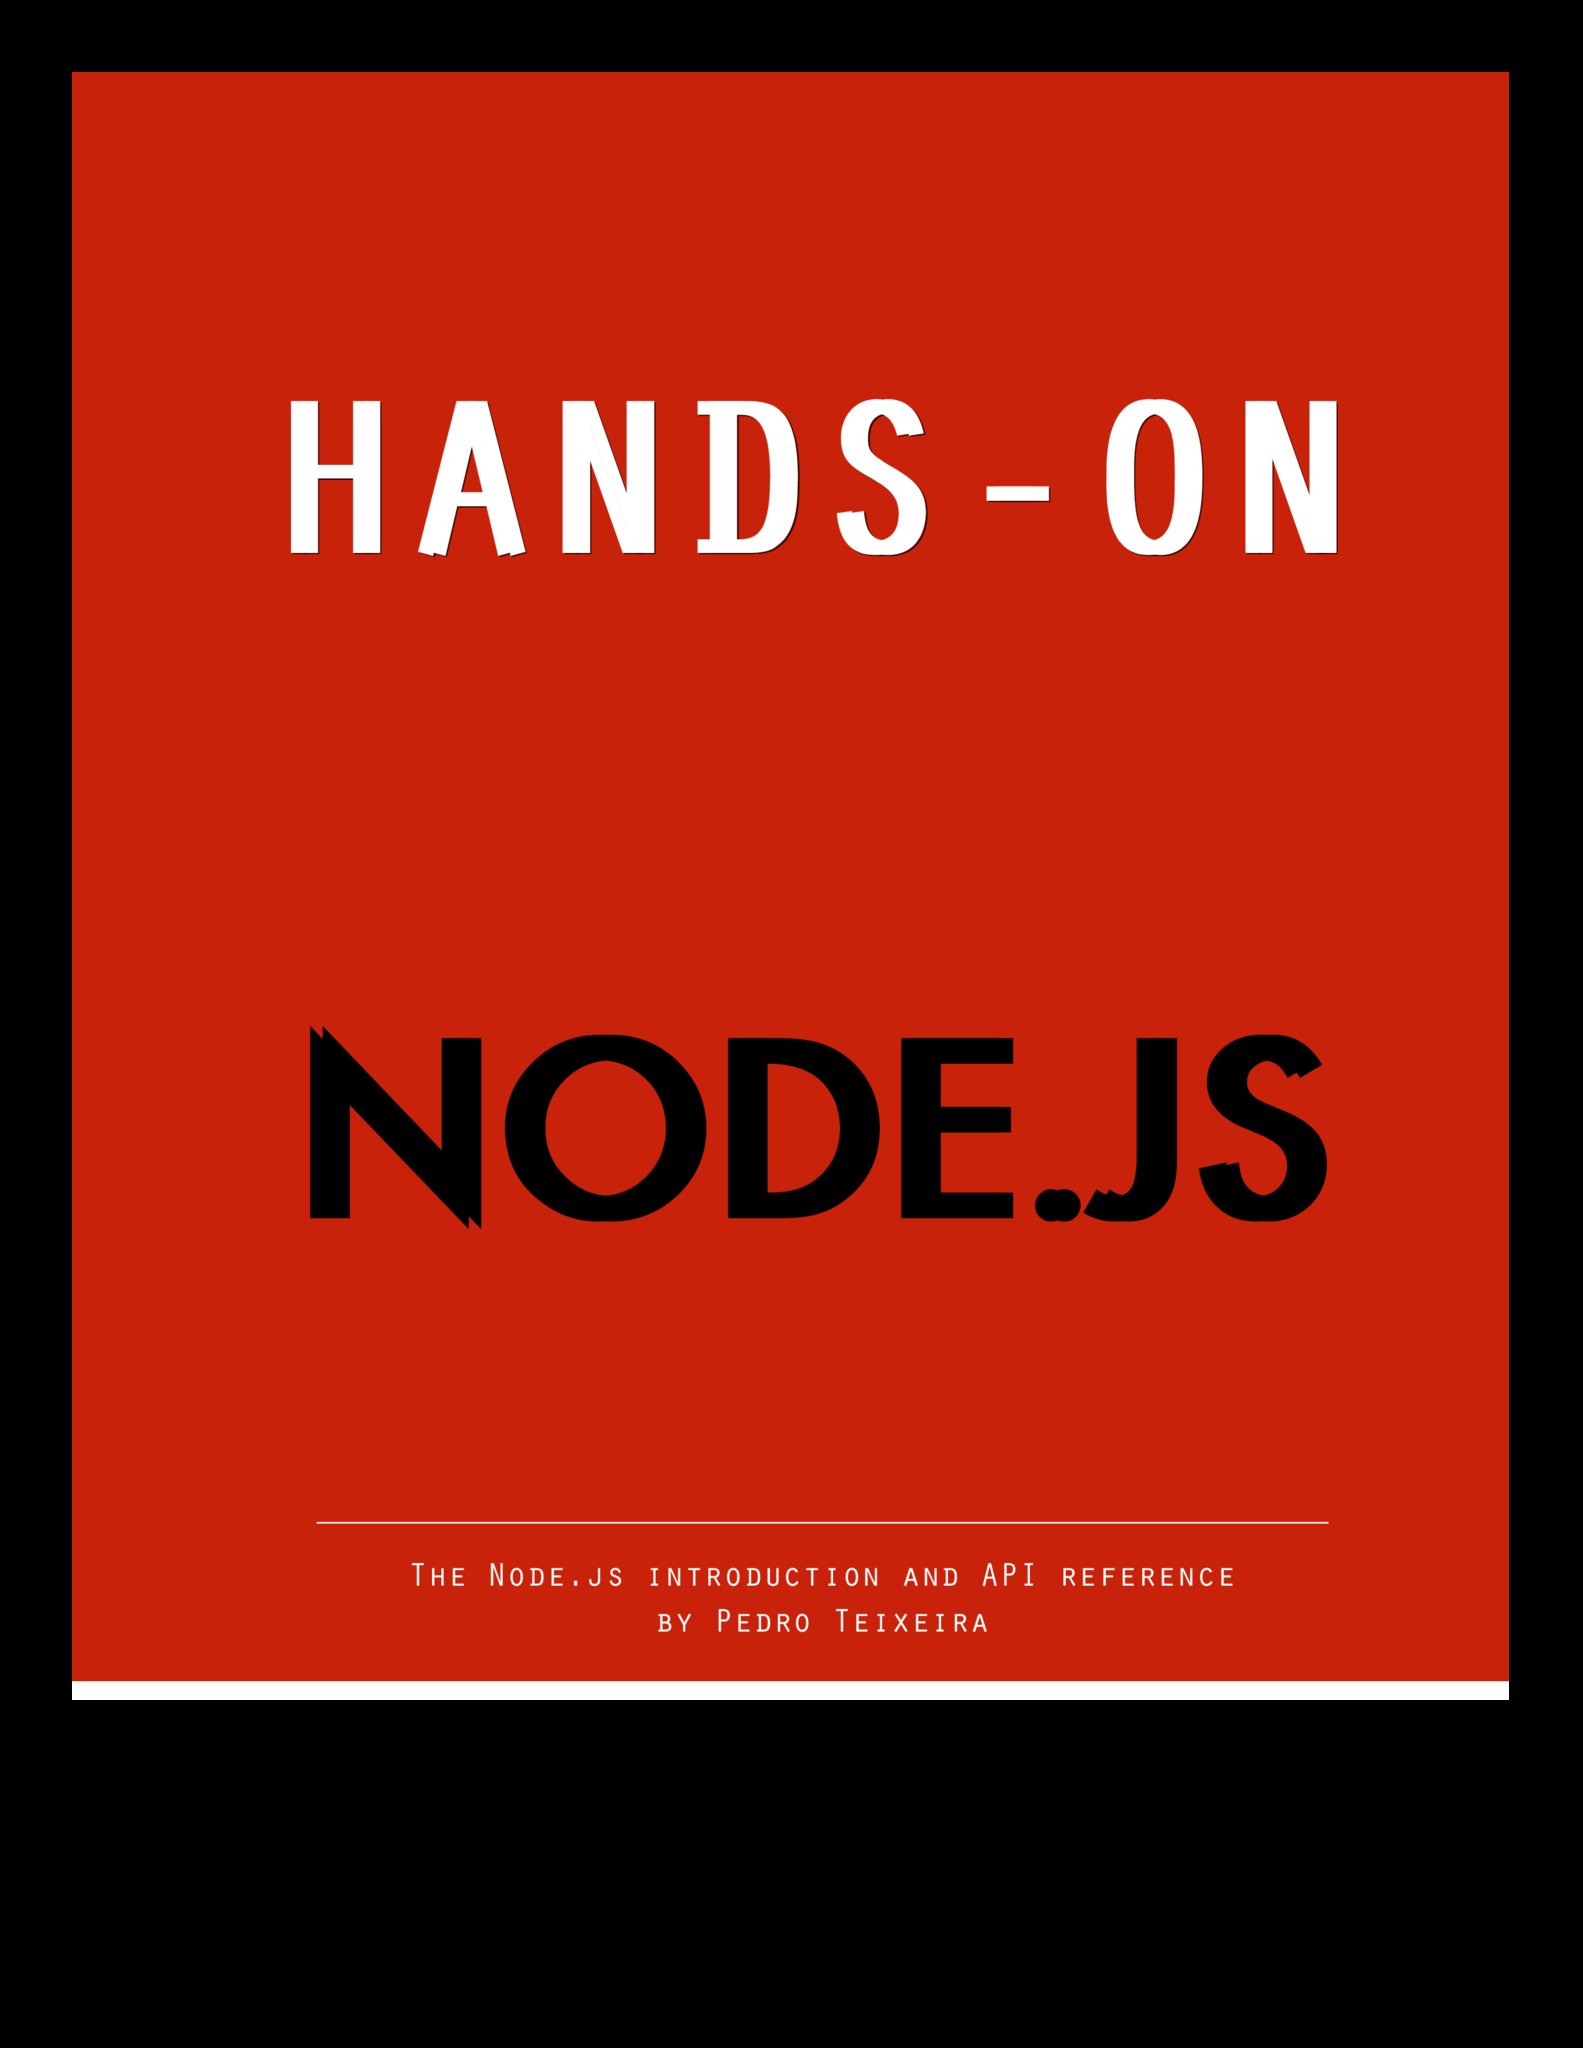 HANDS-ON
NODE.JS
The Node.js introduction and API reference
by Pedro Teixeira